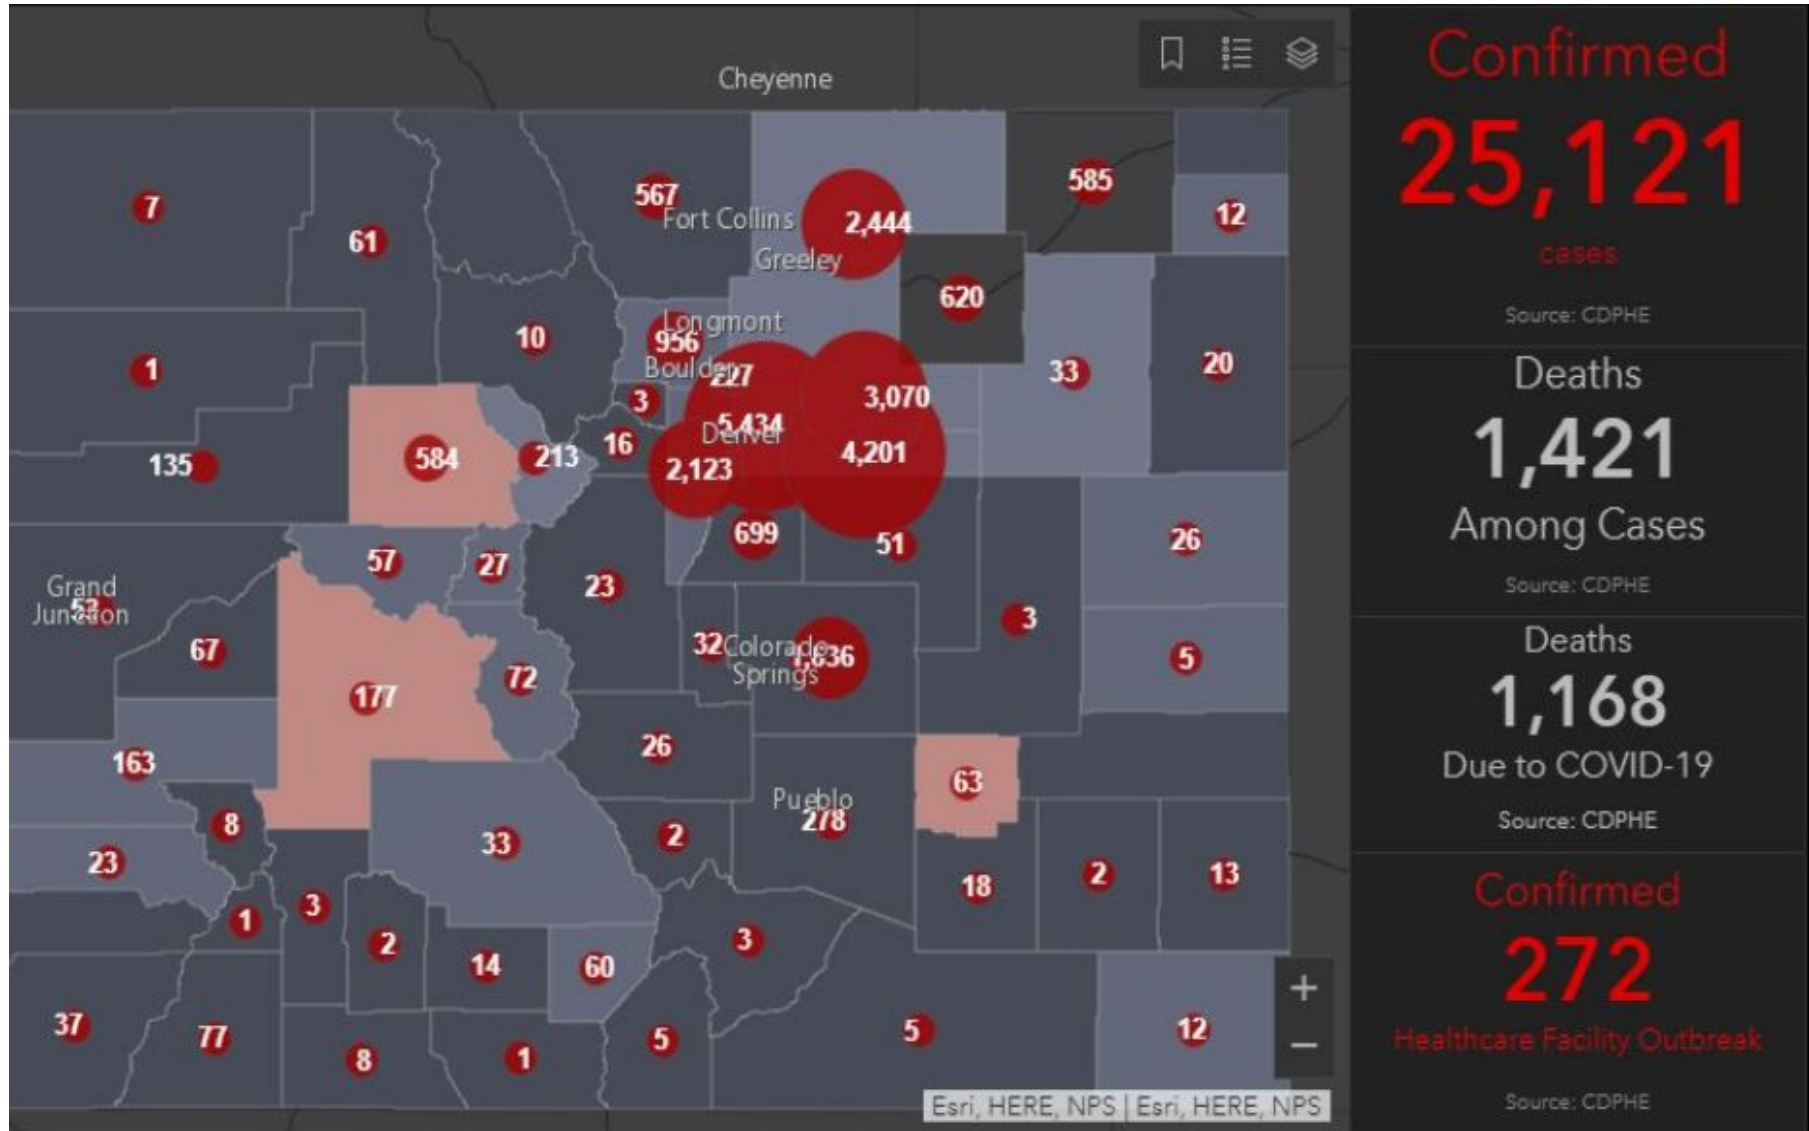 Cheyenne
585
567
7
Fort Collins
12
2,444
61
Greeley
620
Longmont
10
956
Boulder
1
33
20
227
3
3,070
5,434
Denver
16
4,201
584
213
135
2,123
699
51
26
57
27
23
Grand
Junction
3
67
32
Colorado
5
Springs
72
177
26
163
63
Pueblo
278
8
2
33
23
18
2
13
3
1
2
3
14
60
37
77
8
1
5
5
12
+
−
Esri, HERE, NPS | Esri, HERE, NPS
Confirmed
25,121
cases
Source: CDPHE
Deaths
1,421
Among Cases
Source: CDPHE
Deaths
1,168
Due to COVID-19
Source: CDPHE
Confirmed
272
Healthcare Facility Outbreak
Source: CDPHE